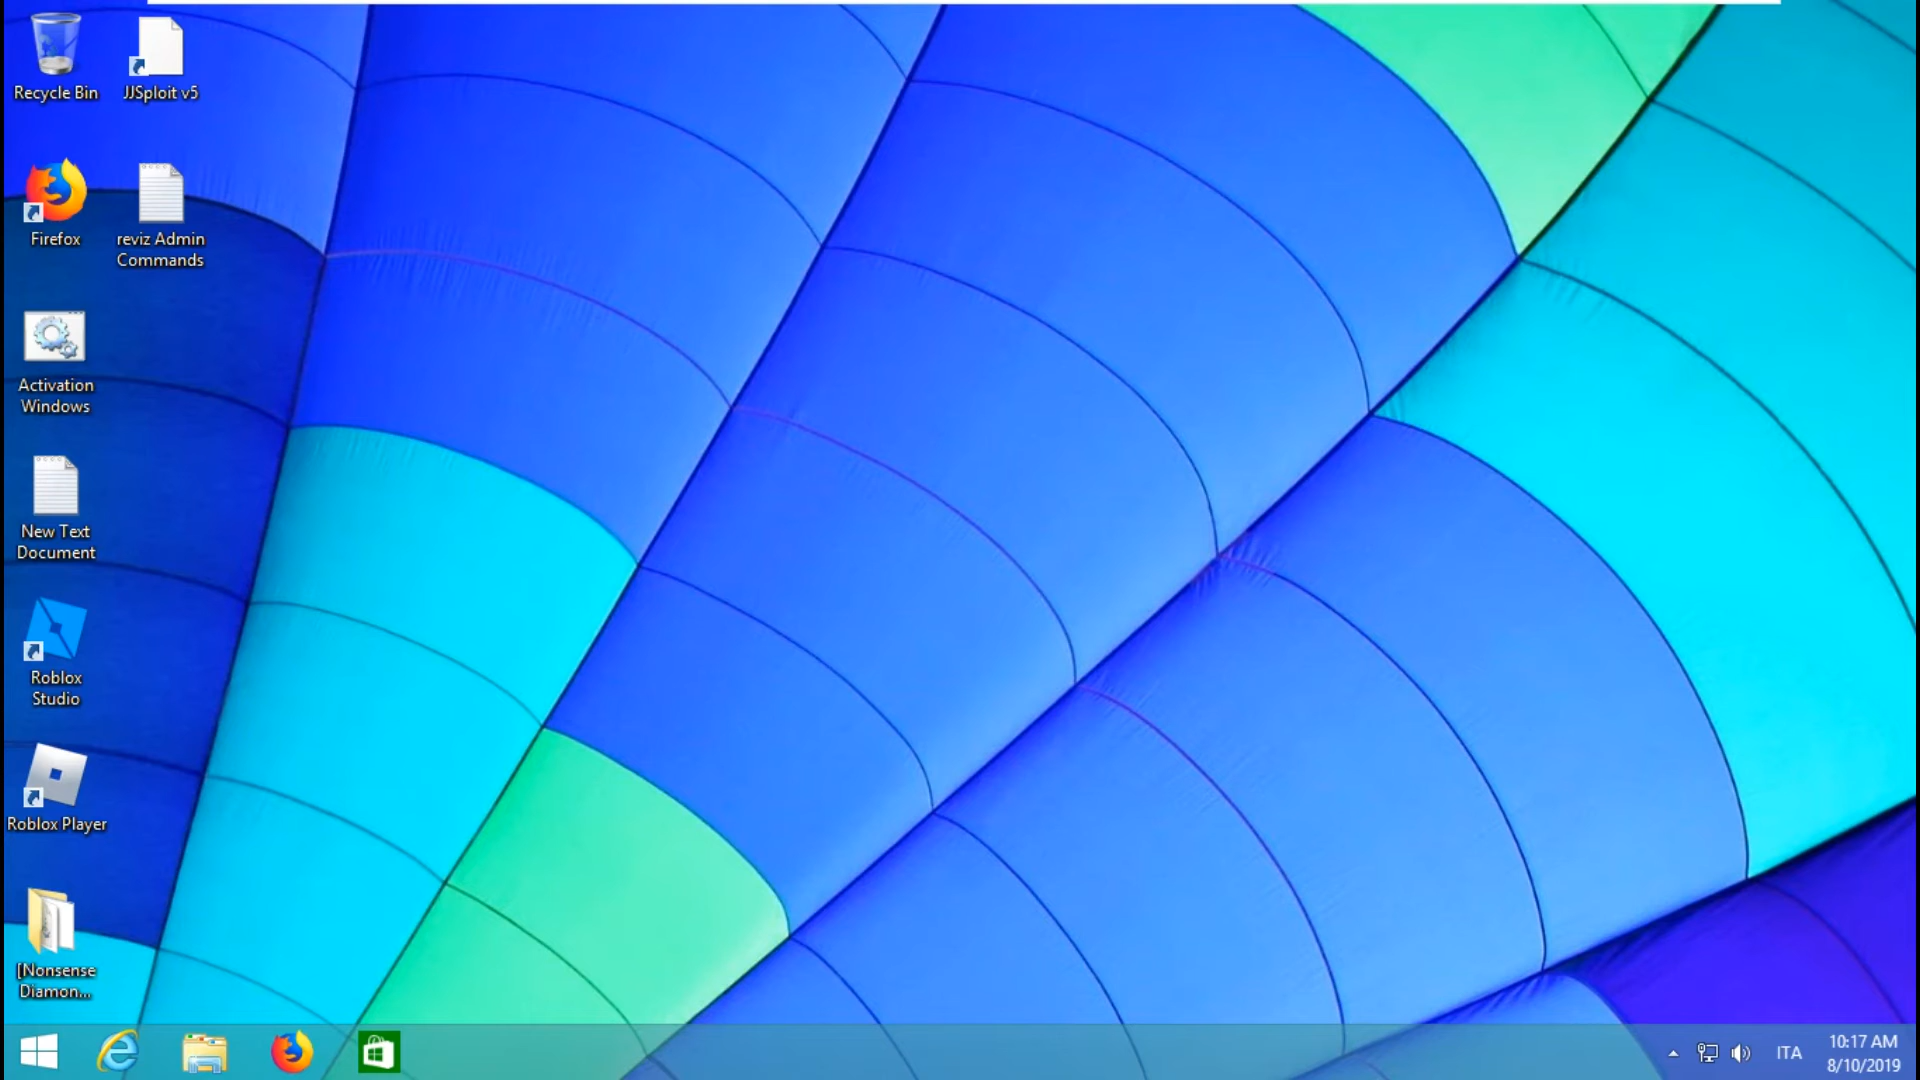 Recycle Bin
JJSploit v5
Firefox
reviz Admin
Commands
Activation
Windows
New Text
Document
Roblox
Studio
Roblox Player
[Nonsense
Diamon...
ITA
10:17 AM
8/10/2019